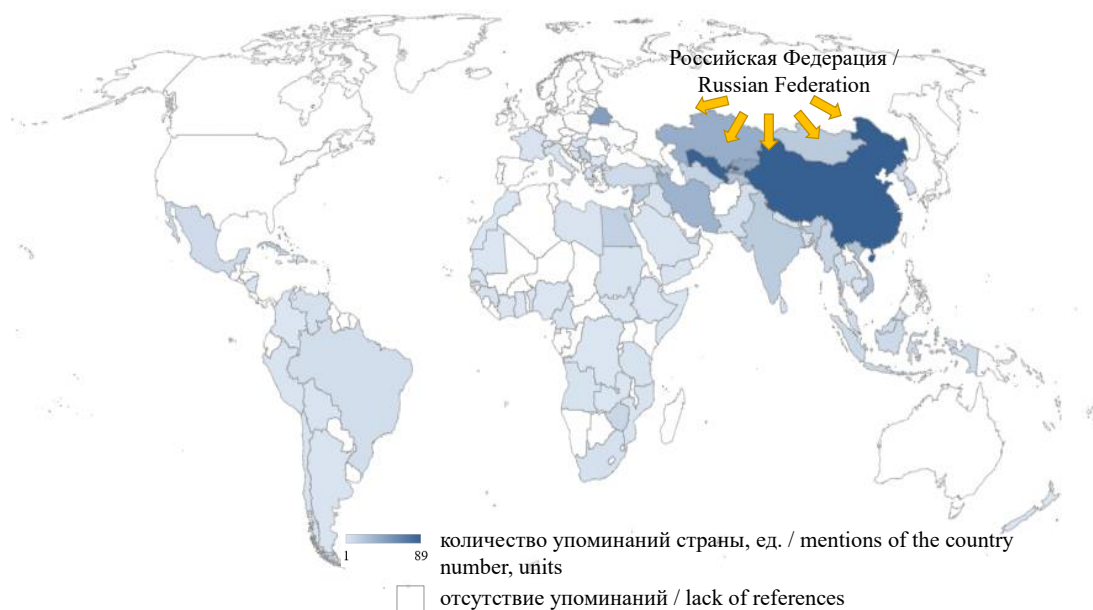 Российская Федерация /
Russian Federation
1 89
количество упоминаний страны, ед. / mentions of the country
number, units
отсутствие упоминаний / lack of references